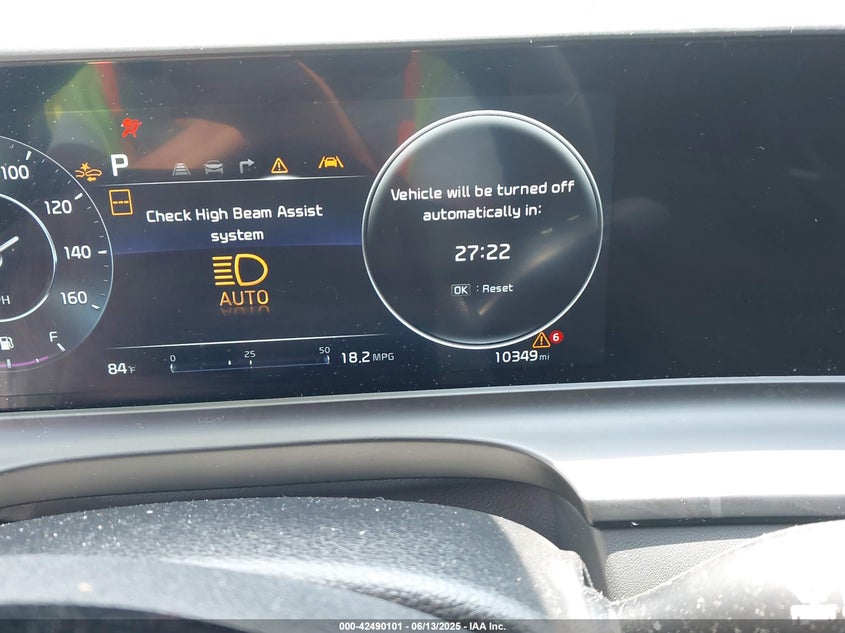 100
120
140
160
PH
F
P
Check High Beam Assist
system
AUTO
Vehicle will be turned off
automatically in:
27:22
OK : Reset
6
84°F
0 25 50
18.2 MPG
10349 mi
000-42490101 - 06/13/2025 - IAA Inc.